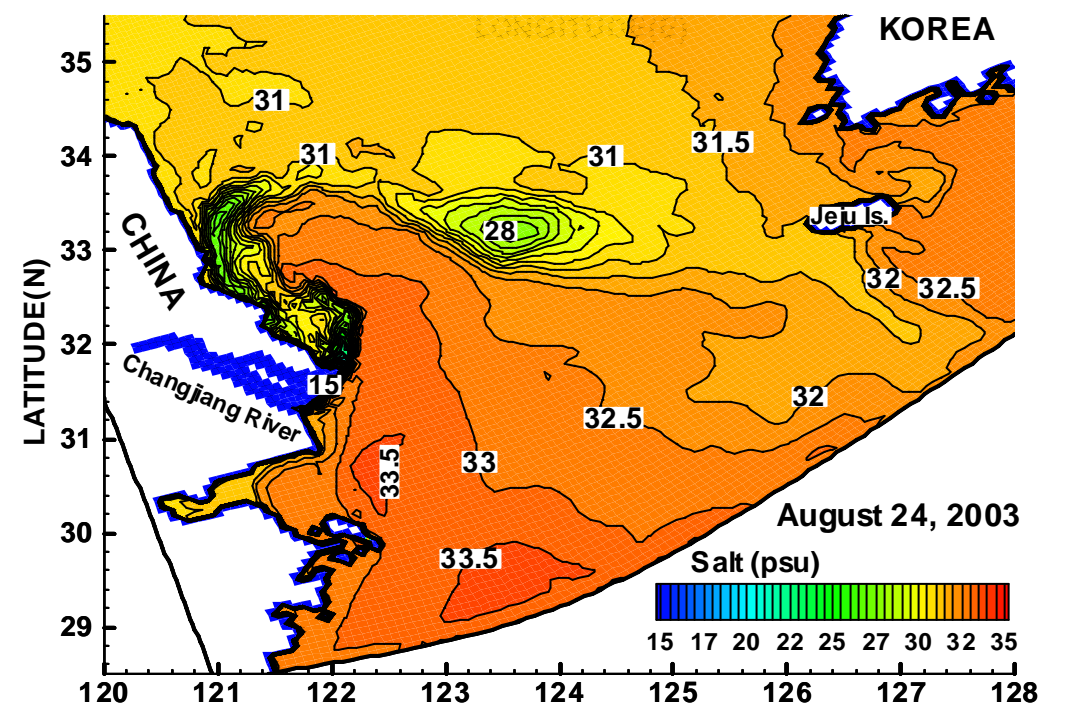 LONGITUDE(E)
KOREA
35
31
31.5
34
31
31
Jeju Is.
28
33
CHINA
32
32.5
LATITUDE(N)
32
15
Changjiang River
32
32.5
31
33.5
33
30
August 24, 2003
33.5
Salt (psu)
29
15 17 20 22 25 27 30 32 35
120 121 122 123 124 125 126 127 128